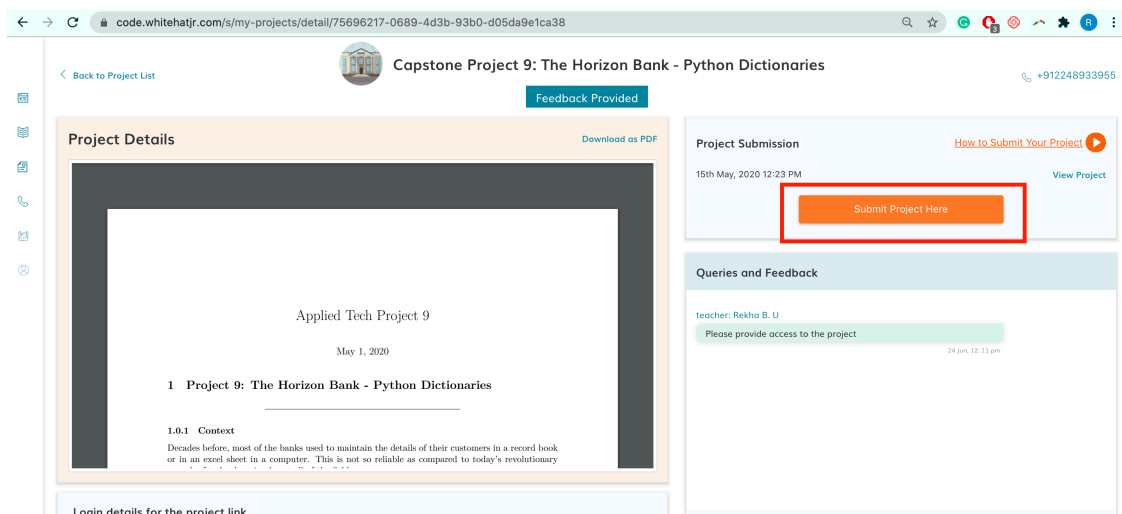 code.whitehatjr.com/s/my-projects/detail/75696217-0689-4d3b-93b0-d05da9e1ca38
3
R
Back to Project List
Capstone Project 9: The Horizon Bank - Python Dictionaries
+912248933955
Feedback Provided
Project Details
Download as PDF
Applied Tech Project 9
May 1, 2020
1 Project 9: The Horizon Bank - Python Dictionaries
1.0.1 Context
Decades before, most of the banks used to maintain the details of their customers in a record book
or in an excel sheet in a computer. This is not so reliable as compared to today's revolutionary
Login details for the project link
Project Submission
How to Submit Your Project
15th May, 2020 12:23 PM
View Project
Submit Project Here
Queries and Feedback
teacher: Rekha B. U
Please provide access to the project
24 Jun, 12: 11 pm